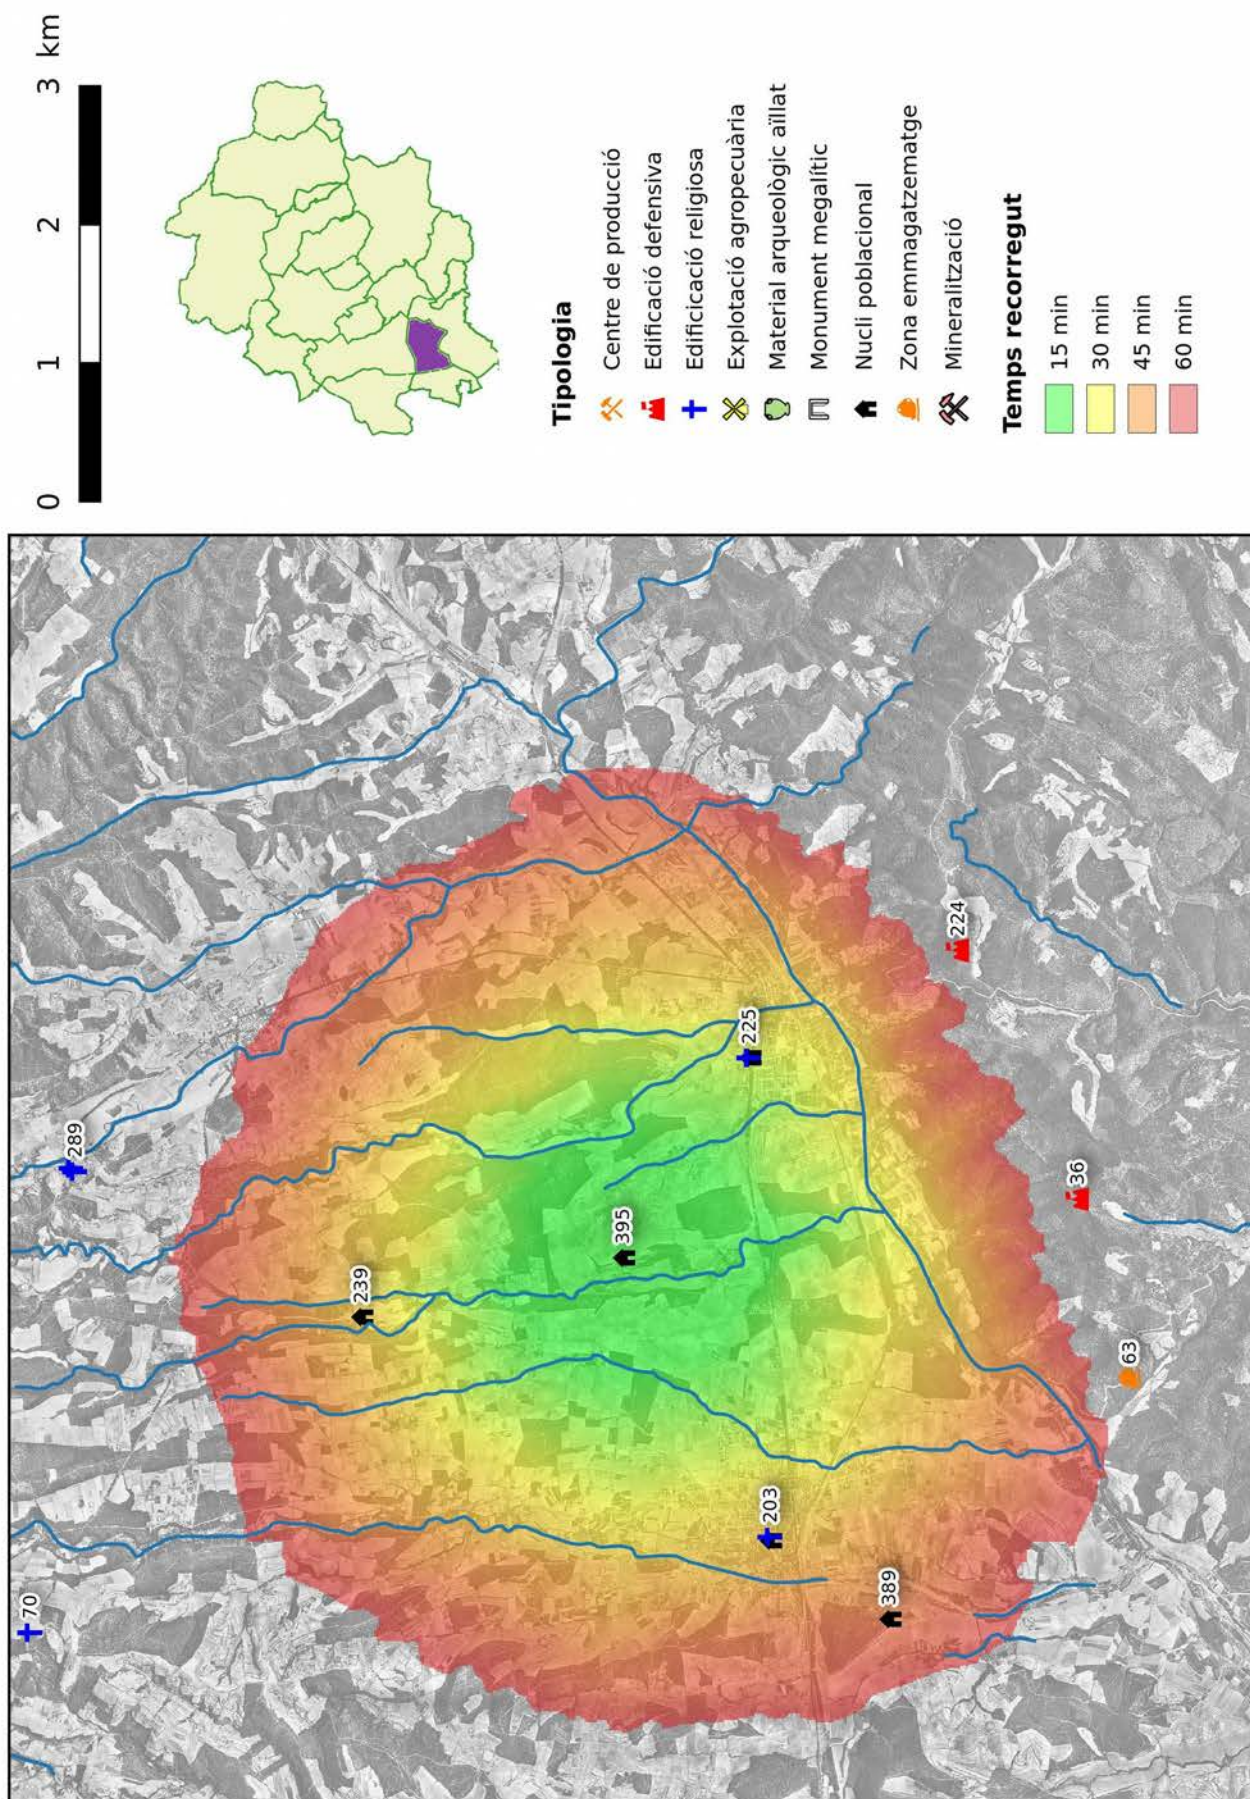 0 1 2 3 km
Tipologia
Centre de producció
Edificació defensiva
Edificació religiosa
Explotació agropecuària
Material arqueològic aïllat
Monument megalític
Nucli poblacional
Zona emmagatzematge
Mineralització
Temps recorregut
15 min
30 min
45 min
60 min
70
289
239
395
203
225
389
224
36
63